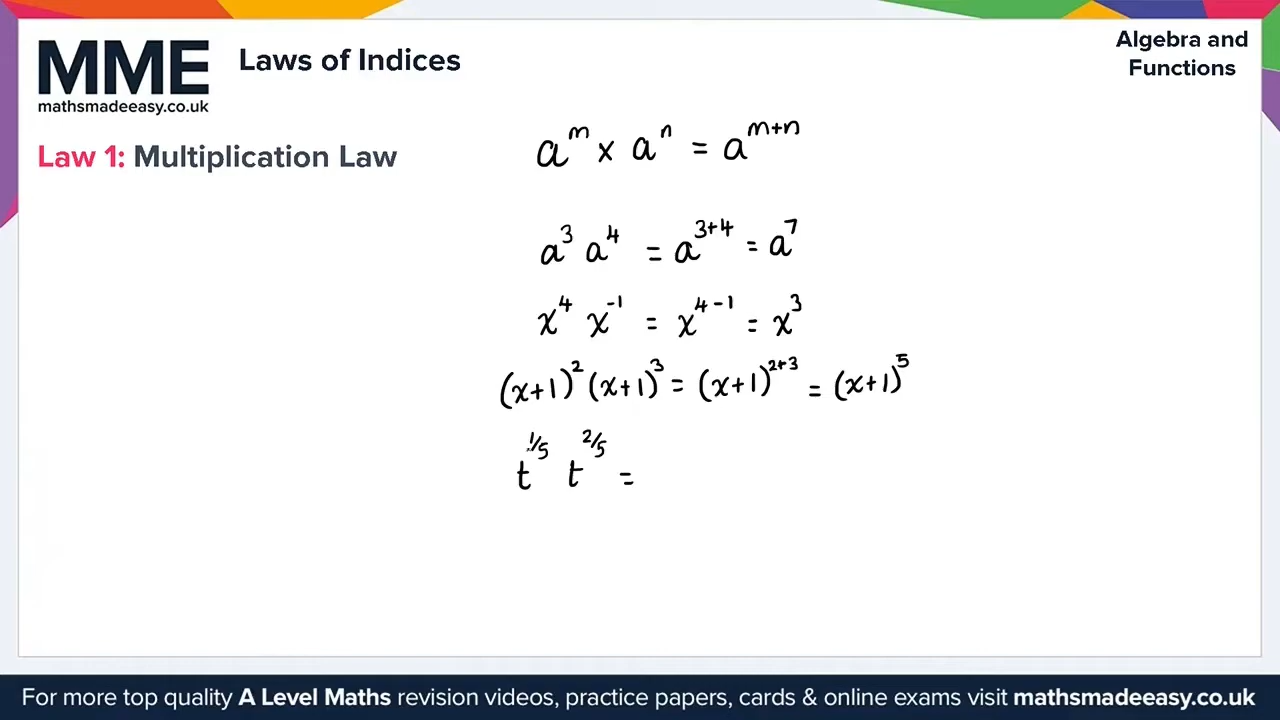 MME
mathsmadeeasy.co.uk
Laws of Indices
Algebra and
Functions
Law 1: Multiplication Law
a^m × a^n = a^{m+n}
a^3 a^4 = a^{3+4} = a^7
x^4 x^{-1} = x^{4-1} = x^3
(x+1)^2 (x+1)^3 = (x+1)^{2+3} = (x+1)^5
t^{1/5} t^{2/5} =
For more top quality A Level Maths revision videos, practice papers, cards & online exams visit mathsmadeeasy.co.uk